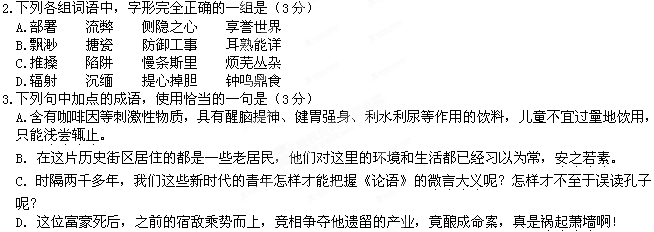 2.下列各组词语中，字形完全正确的一组是（3分）
A.部署 流弊 侧隐之心 享誉世界
B.飘渺 搪瓷 防御工事 耳熟能详
C.推搡 陷阱 慢条斯里 烦芜丛杂
D.辐射 沉缅 提心掉胆 钟鸣鼎食
3.下列句中加点的成语，使用恰当的一句是（3分）
A.含有咖啡因等刺激性物质，具有醒脑提神、健胃强身、利水利尿等作用的饮料，儿童不宜过量地饮用，
只能浅尝辄止。
B．在这片历史街区居住的都是一些老居民，他们对这里的环境和生活都已经习以为常，安之若素。
C．时隔两千多年，我们这些新时代的青年怎样才能把握《论语》的微言大义呢？怎样才不至于误读孔子
呢？
D．这位富豪死后，之前的宿敌乘势而上，竞相争夺他遗留的产业，竟酿成命案，真是祸起萧墙啊！